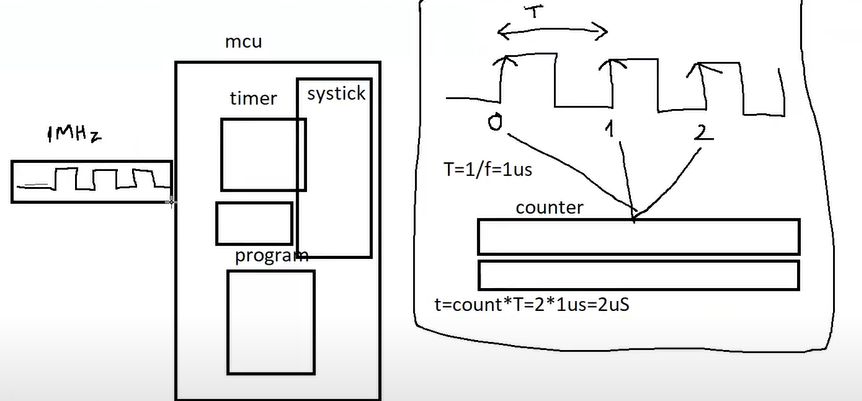 mcu
timer
systick
1MHz
program
T
0 1 2
T=1/f=1us
counter
t=count*T=2*1us=2uS